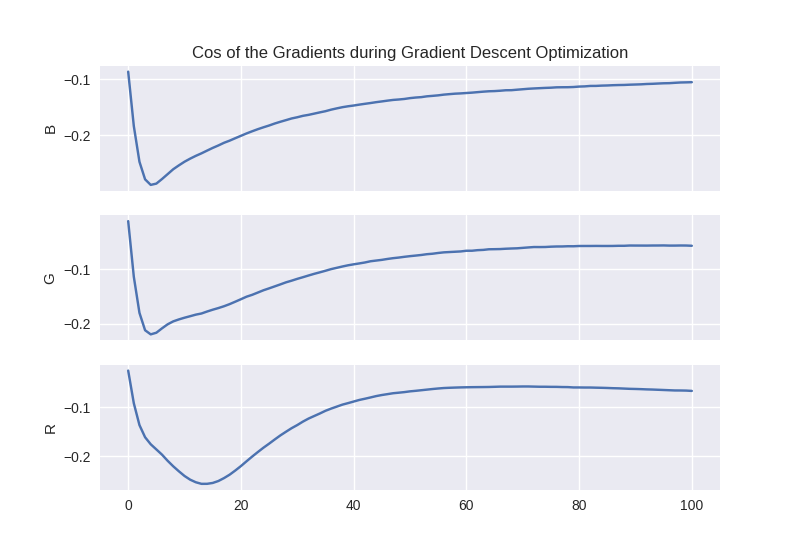 Cos of the Gradients during Gradient Descent Optimization
−0.1
B
−0.2
G
−0.1
−0.2
−0.1
R
−0.2
0 20 40 60 80 100